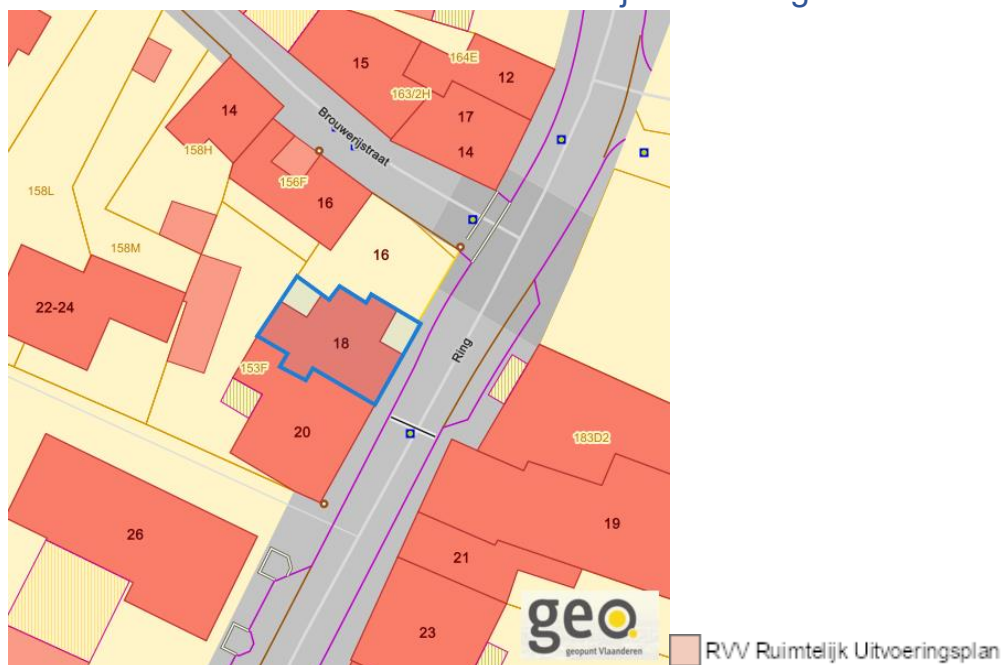 15
164E
12
163/2H
17
14
14
Brouwerijstraat
158H
156F
158L
16
158M
16
22-24
18
Ring
153F
20
183D2
26
19
21
23
geo
geopunt Vlaanderen
RVV Ruimtelijk Uitvoeringsplan